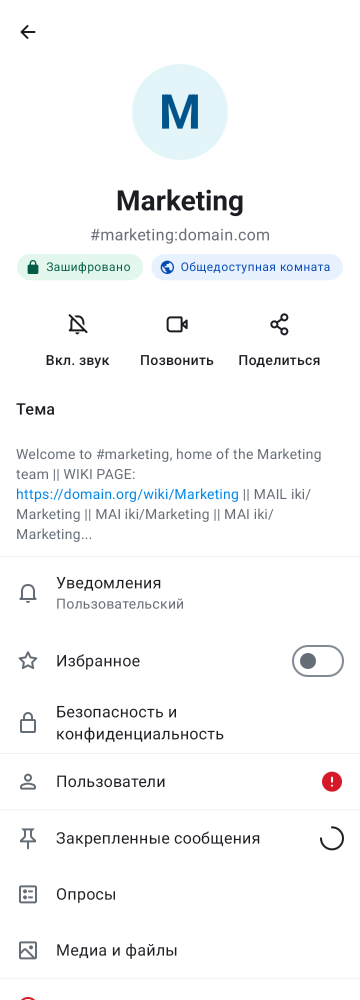 M
Marketing
#marketing:domain.com
Зашифровано
Общедоступная комната
Вкл. звук
Позвонить
Поделиться
Тема
Welcome to #marketing, home of the Marketing
team || WIKI PAGE:
https://domain.org/wiki/Marketing || MAIL iki/
Marketing || MAI iki/Marketing || MAI iki/
Marketing...
Уведомления
Пользовательский
Избранное
Безопасность и
конфиденциальность
Пользователи
Закрепленные сообщения
Опросы
Медиа и файлы